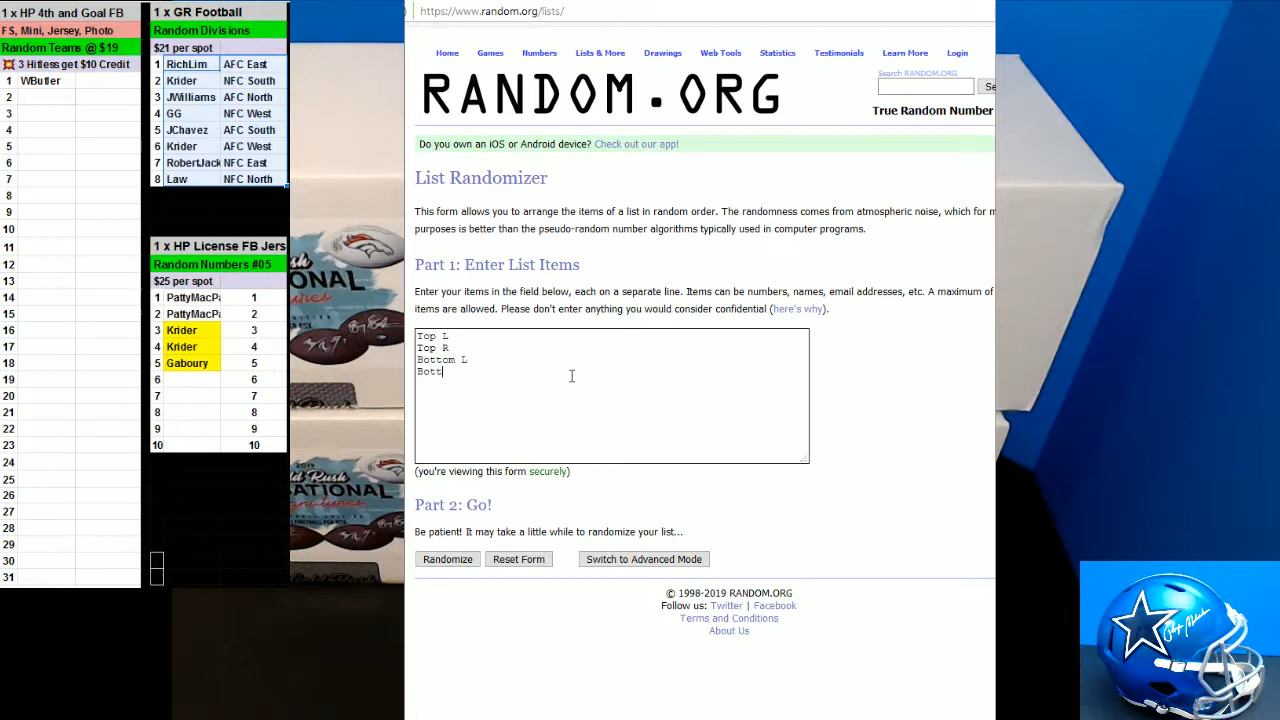 1 x HP 4th and Goal FB
FS, Mini, Jersey, Photo
Random Teams @ $19
💥 3 Hitless get $10 Credit
1 WButler
2
3
4
5
6
7
8
9
10
11
12
13
14
15
16
17
18
19
20
21
22
23
24
25
26
27
28
29
30
31
1 x GR Football
Random Divisions
$21 per spot
1 RichLim AFC East
2 Krider NFC South
3 JWilliams AFC North
4 GG NFC West
5 JChavez AFC South
6 Krider AFC West
7 RobertJack NFC East
8 Law NFC North
1 x HP License FB Jers
Random Numbers #05
$25 per spot
1 PattyMacPa 1
2 PattyMacPa 2
3 Krider 3
4 Krider 4
5 Gaboury 5
6 6
7 7
8 8
9 9
10 10
https://www.random.org/lists/
Home Games Numbers Lists & More Drawings Web Tools Statistics Testimonials Learn More Login
RANDOM.ORG
Search RANDOM.ORG
Se
True Random Number
Do you own an iOS or Android device? Check out our app!
List Randomizer
This form allows you to arrange the items of a list in random order. The randomness comes from atmospheric noise, which for m
purposes is better than the pseudo-random number algorithms typically used in computer programs.
Part 1: Enter List Items
Enter your items in the field below, each on a separate line. Items can be numbers, names, email addresses, etc. A maximum of
items are allowed. Please don't enter anything you would consider confidential (here's why).
Top L
Top R
Bottom L
Bott
(you're viewing this form securely)
Part 2: Go!
Be patient! It may take a little while to randomize your list...
Randomize Reset Form Switch to Advanced Mode
© 1998-2019 RANDOM.ORG
Follow us: Twitter | Facebook
Terms and Conditions
About Us